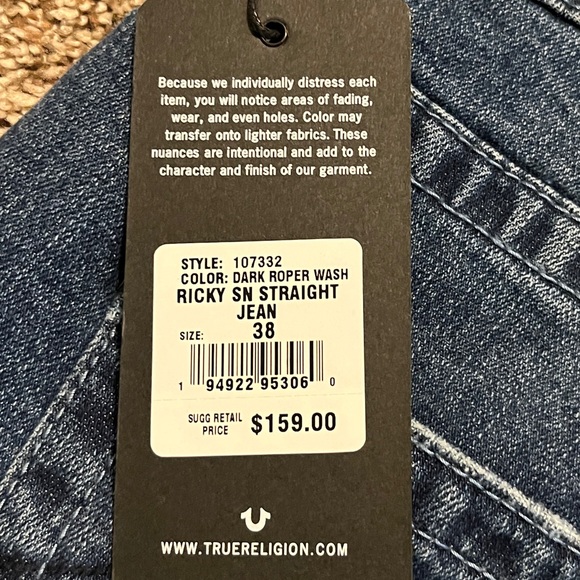 Because we individually distress each
item, you will notice areas of fading,
wear, and even holes. Color may
transfer onto lighter fabrics. These
nuances are intentional and add to the
character and finish of our garment.
STYLE: 107332
COLOR: DARK ROPER WASH
RICKY SN STRAIGHT
JEAN
SIZE: 38
1 94922 95306 0
SUGG RETAIL
PRICE $159.00
WWW.TRUERELIGION.COM